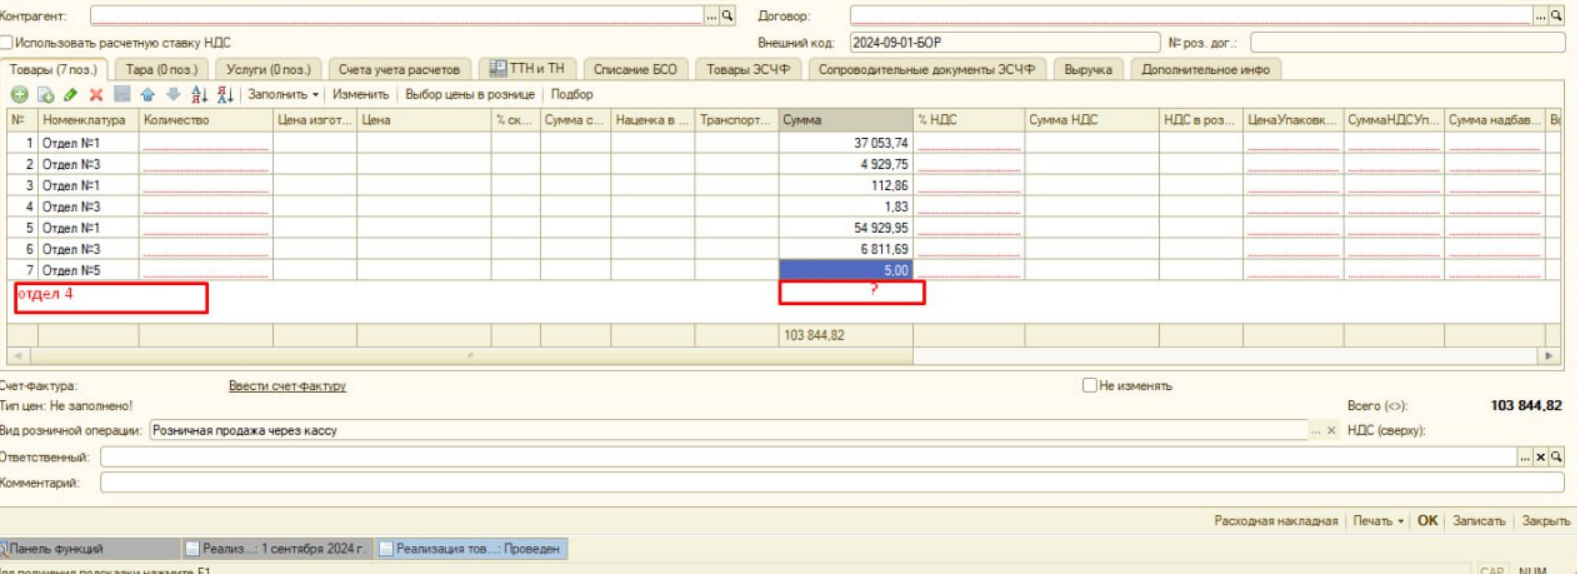 Контрагент: ... Договор: ...
Использовать расчетную ставку НДС Внешний код: 2024-09-01-БОР № роз. дог.:
Товары (7 поз.) Тара (0 поз.) Услуги (0 поз.) Счета учета расчетов ТТН и ТН Списание БСО Товары ЭСЧФ Сопроводительные документы ЭСЧФ Выручка Дополнительное инфо
Заполнить Изменить Выбор цены в рознице Подбор
№ Номенклатура Количество Цена изгот... Цена % ск... Сумма с... Наценка в ... Транспорт... Сумма % НДС Сумма НДС НДС в роз... ЦенаУпаковк... СуммаНДСУп... Сумма надбав...
1 Отдел №1 37 053,74
2 Отдел №3 4 929,75
3 Отдел №1 112,86
4 Отдел №3 1,83
5 Отдел №1 54 929,95
6 Отдел №3 6 811,69
7 Отдел №5 5,00
отдел 4 ?
103 844,82
Счет-фактура: Ввести счет-фактуру Не изменять
Тип цен: Не заполнено! Всего (<>): 103 844,82
Вид розничной операции: Розничная продажа через кассу ... НДС (сверху):
Ответственный: ...
Комментарий:
Расходная накладная Печать OK Записать Закрыть
Панель функций Реализ...: 1 сентября 2024 г. Реализация тов...: Проведен
Для получения подсказки нажмите F1 CAP NUM